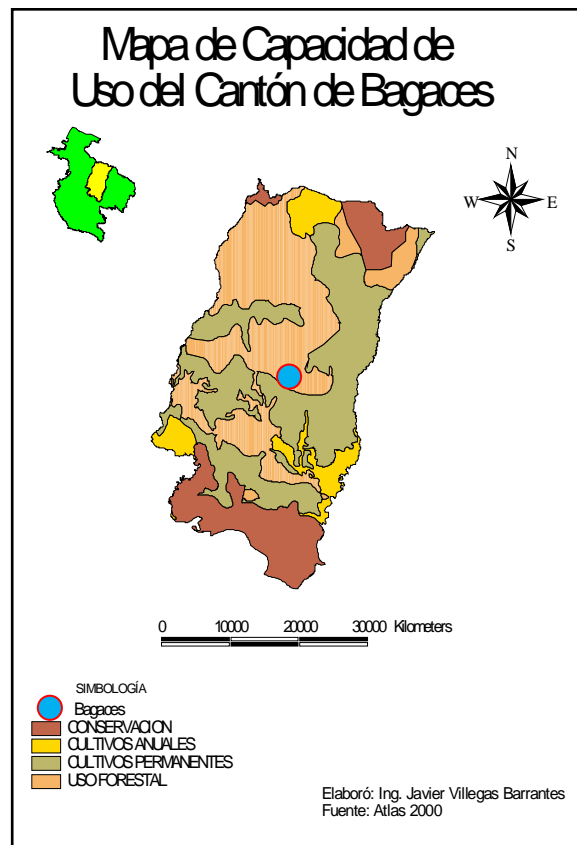 Mapa de Capacidad de
Uso del Cantón de Bagaces
N
W E
S
0 10000 20000 30000 Kilometers
SIMBOLOGÍA
Bagaces
CONSERVACION
CULTIVOS ANUALES
CULTIVOS PERMANENTES
USO FORESTAL
Elaboró: Ing. Javier Villegas Barrantes
Fuente: Atlas 2000